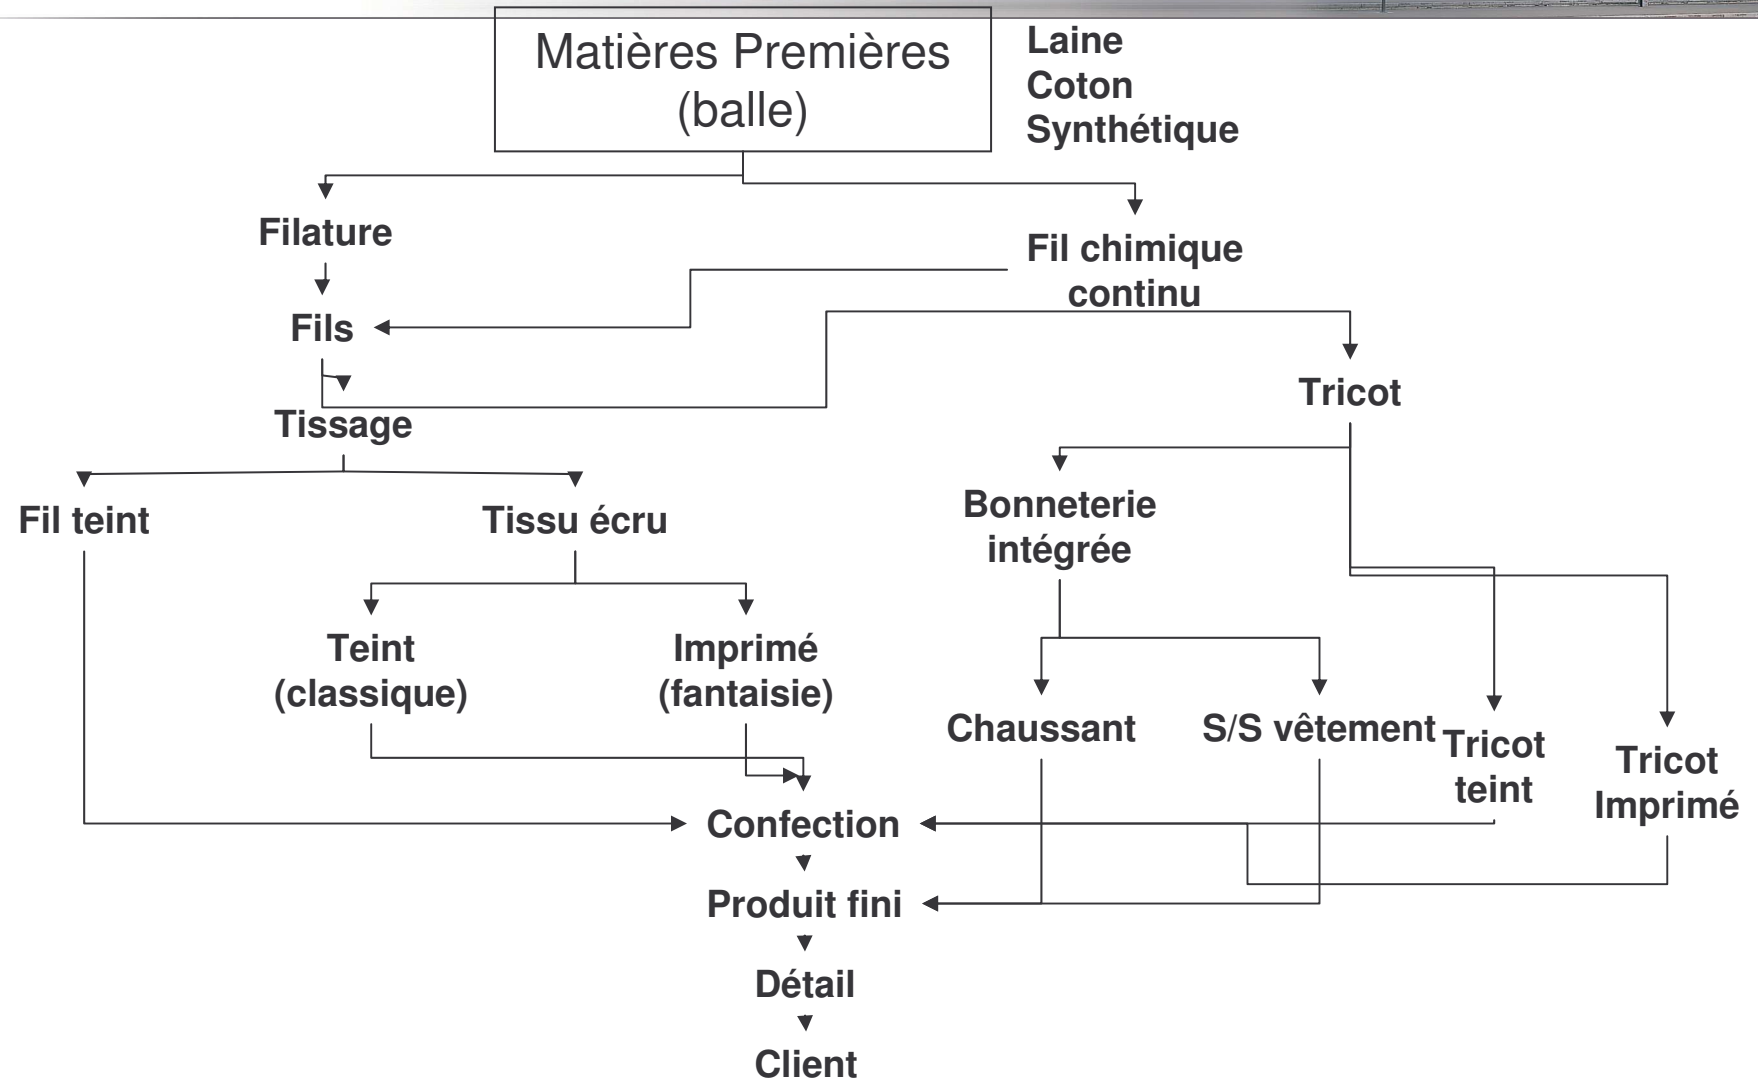 Matières Premières
(balle)
Laine
Coton
Synthétique
Filature
Fil chimique
continu
Fils
Tricot
Tissage
Fil teint
Tissu écru
Bonneterie
intégrée
Teint
(classique)
Imprimé
(fantaisie)
Chaussant
S/S vêtement
Tricot
teint
Tricot
Imprimé
Confection
Produit fini
Détail
Client